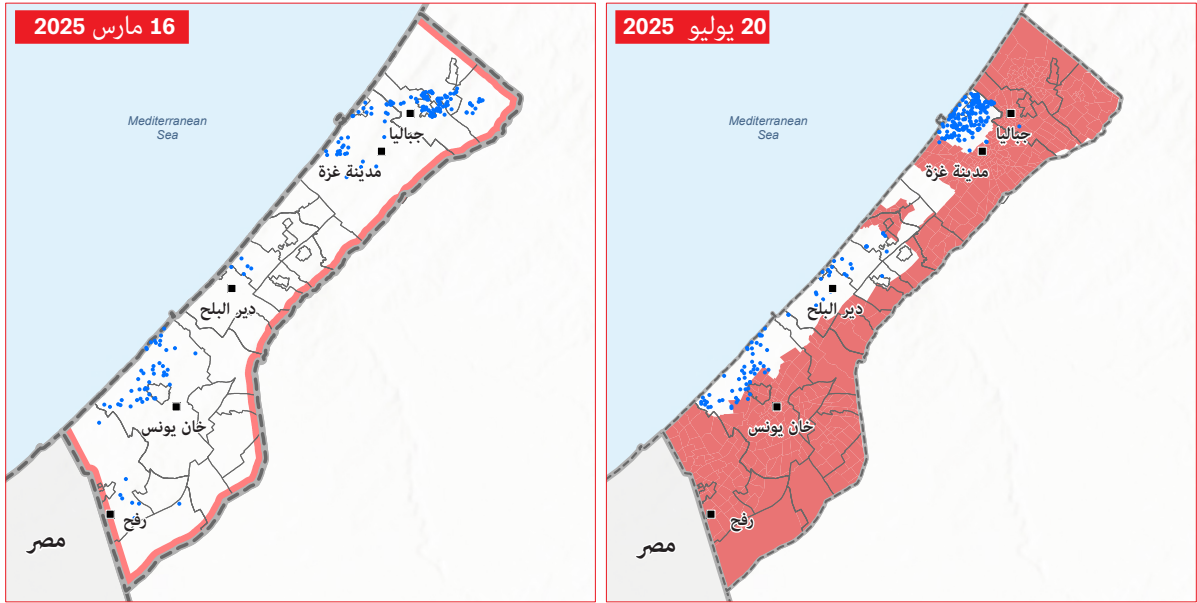 16 مارس 2025
Mediterranean
Sea
جباليا
مدينة غزة
دير البلح
خان يونس
رفح
مصر
20 يوليو 2025
Mediterranean
Sea
جباليا
مدينة غزة
دير البلح
خان يونس
رفح
مصر